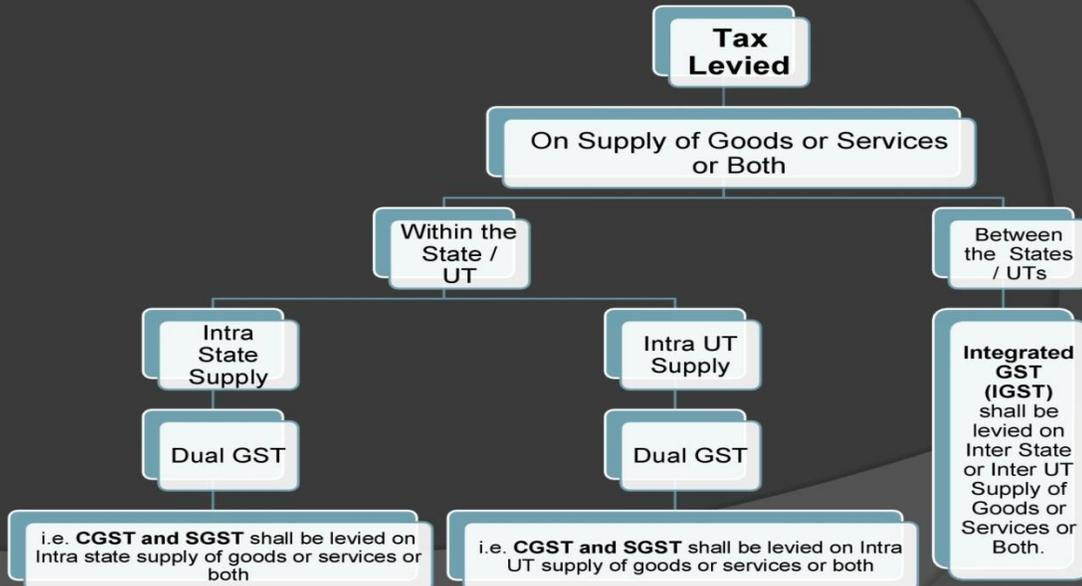 Tax
Levied
On Supply of Goods or Services
or Both
Within the
State /
UT
Between
the States
/ UTs
Intra
State
Supply
Intra UT
Supply
Dual GST
Dual GST
i.e. CGST and SGST shall be levied on
Intra state supply of goods or services or
both
i.e. CGST and SGST shall be levied on Intra
UT supply of goods or services or both
Integrated
GST
(IGST)
shall be
levied on
Inter State
or Inter UT
Supply of
Goods or
Services or
Both.